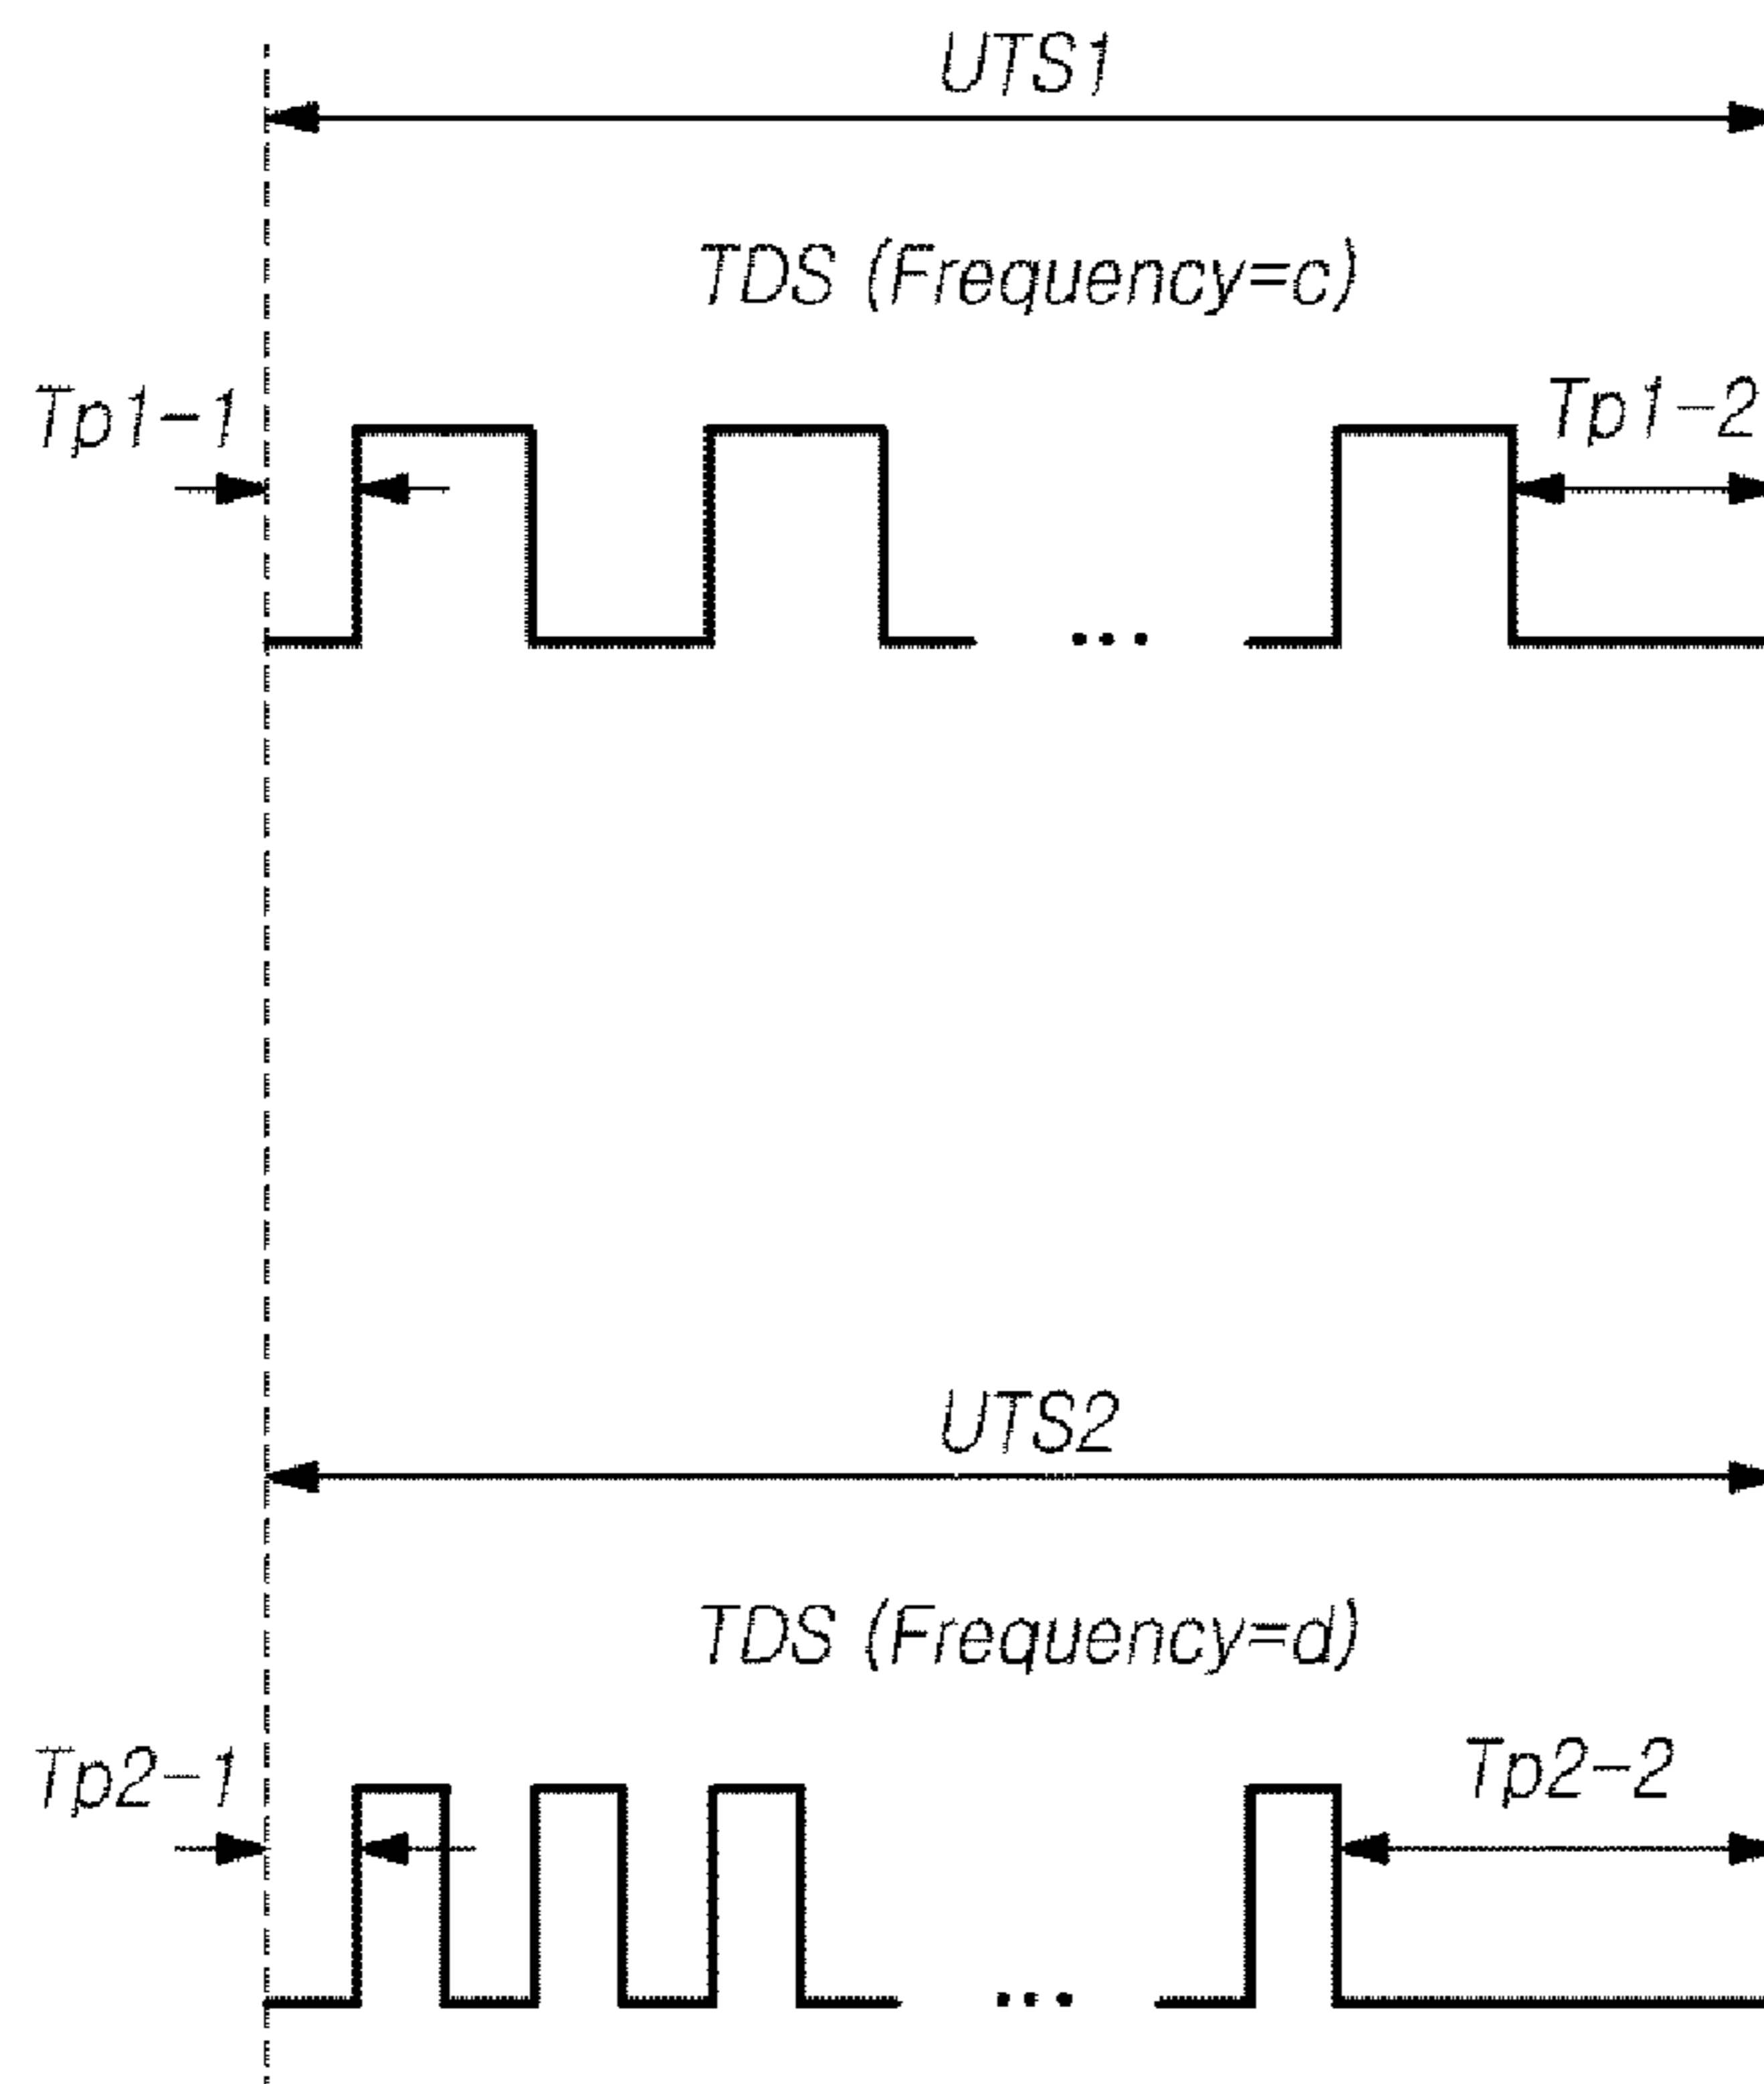 UTS1
TDS (Frequency=c)
Tp1-1
Tp1-2
...
UTS2
TDS (Frequency=d)
Tp2-1
Tp2-2
...